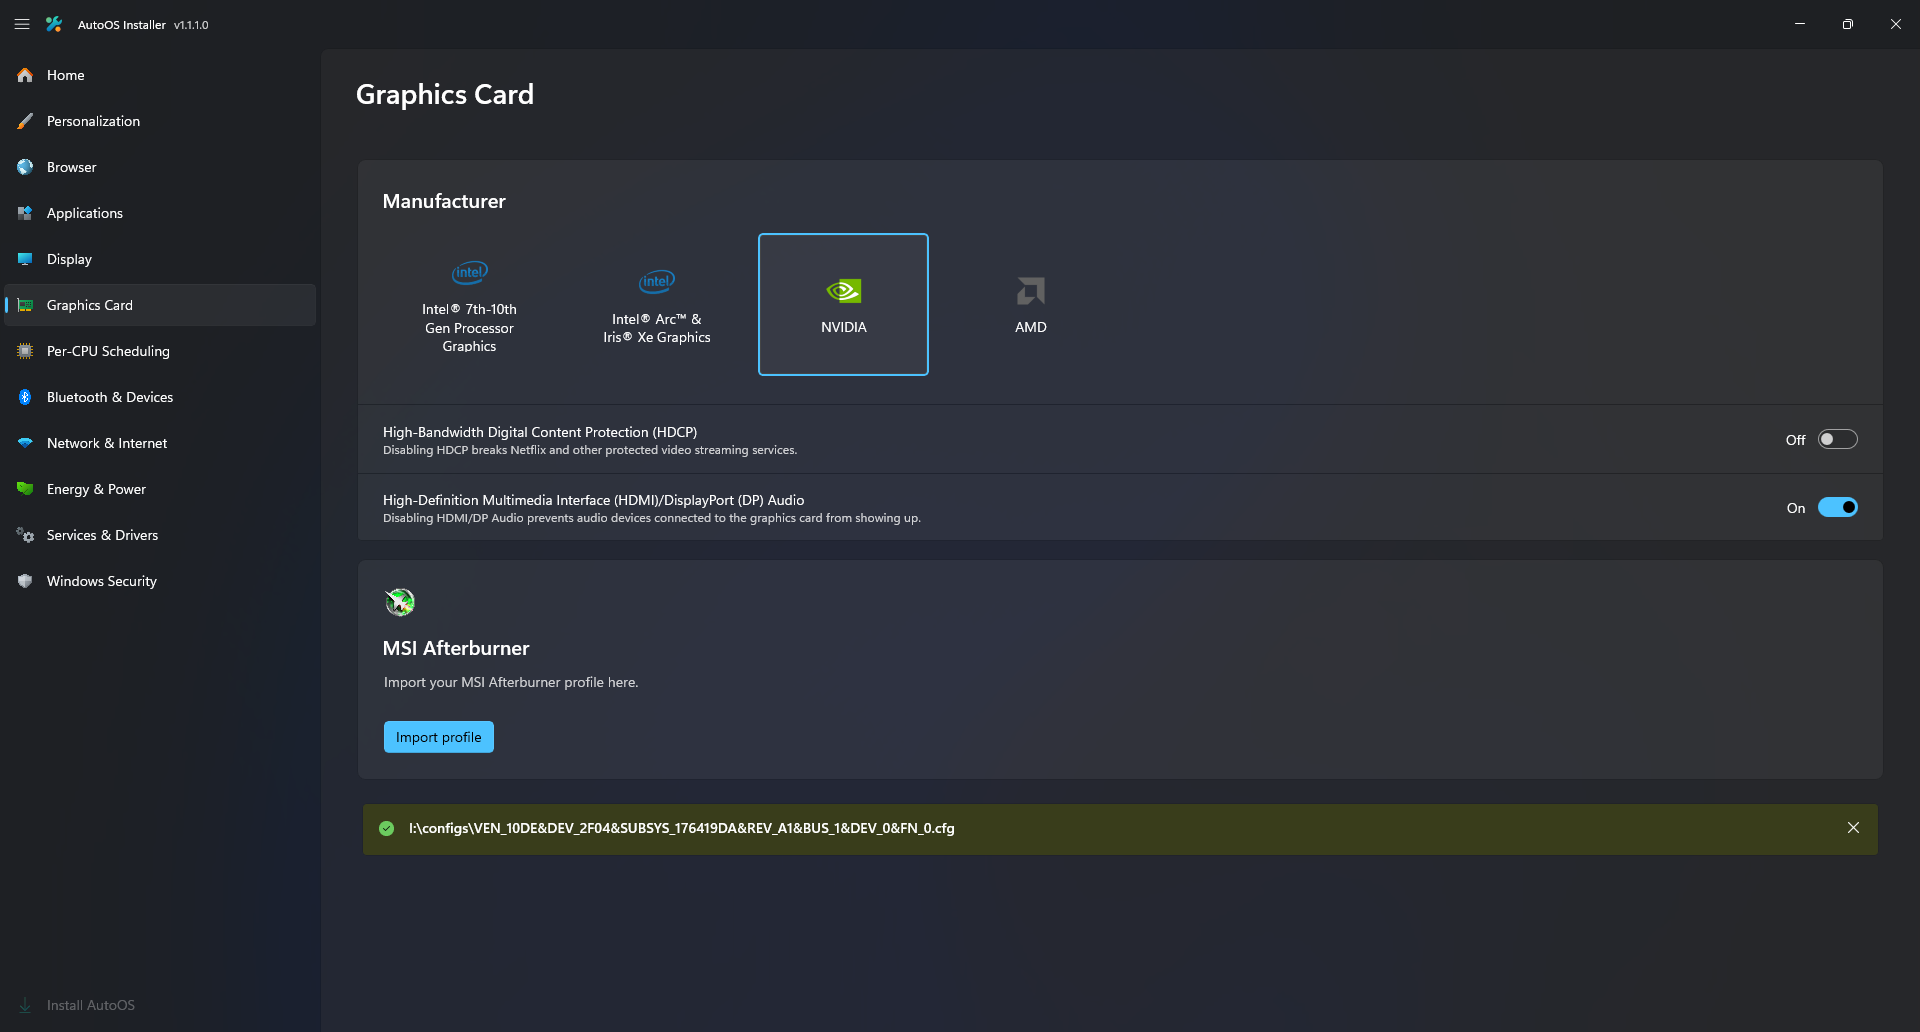 AutoOS Installer v1.1.1.0
Home
Personalization
Browser
Applications
Display
Graphics Card
Per-CPU Scheduling
Bluetooth & Devices
Network & Internet
Energy & Power
Services & Drivers
Windows Security
Install AutoOS
Graphics Card
Manufacturer
intel
Intel® 7th-10th
Gen Processor
Graphics
intel
Intel® Arc™ &
Iris® Xe Graphics
NVIDIA
AMD
High-Bandwidth Digital Content Protection (HDCP)
Disabling HDCP breaks Netflix and other protected video streaming services.
Off
High-Definition Multimedia Interface (HDMI)/DisplayPort (DP) Audio
Disabling HDMI/DP Audio prevents audio devices connected to the graphics card from showing up.
On
MSI Afterburner
Import your MSI Afterburner profile here.
Import profile
I:\configs\VEN_10DE&DEV_2F04&SUBSYS_176419DA&REV_A1&BUS_1&DEV_0&FN_0.cfg